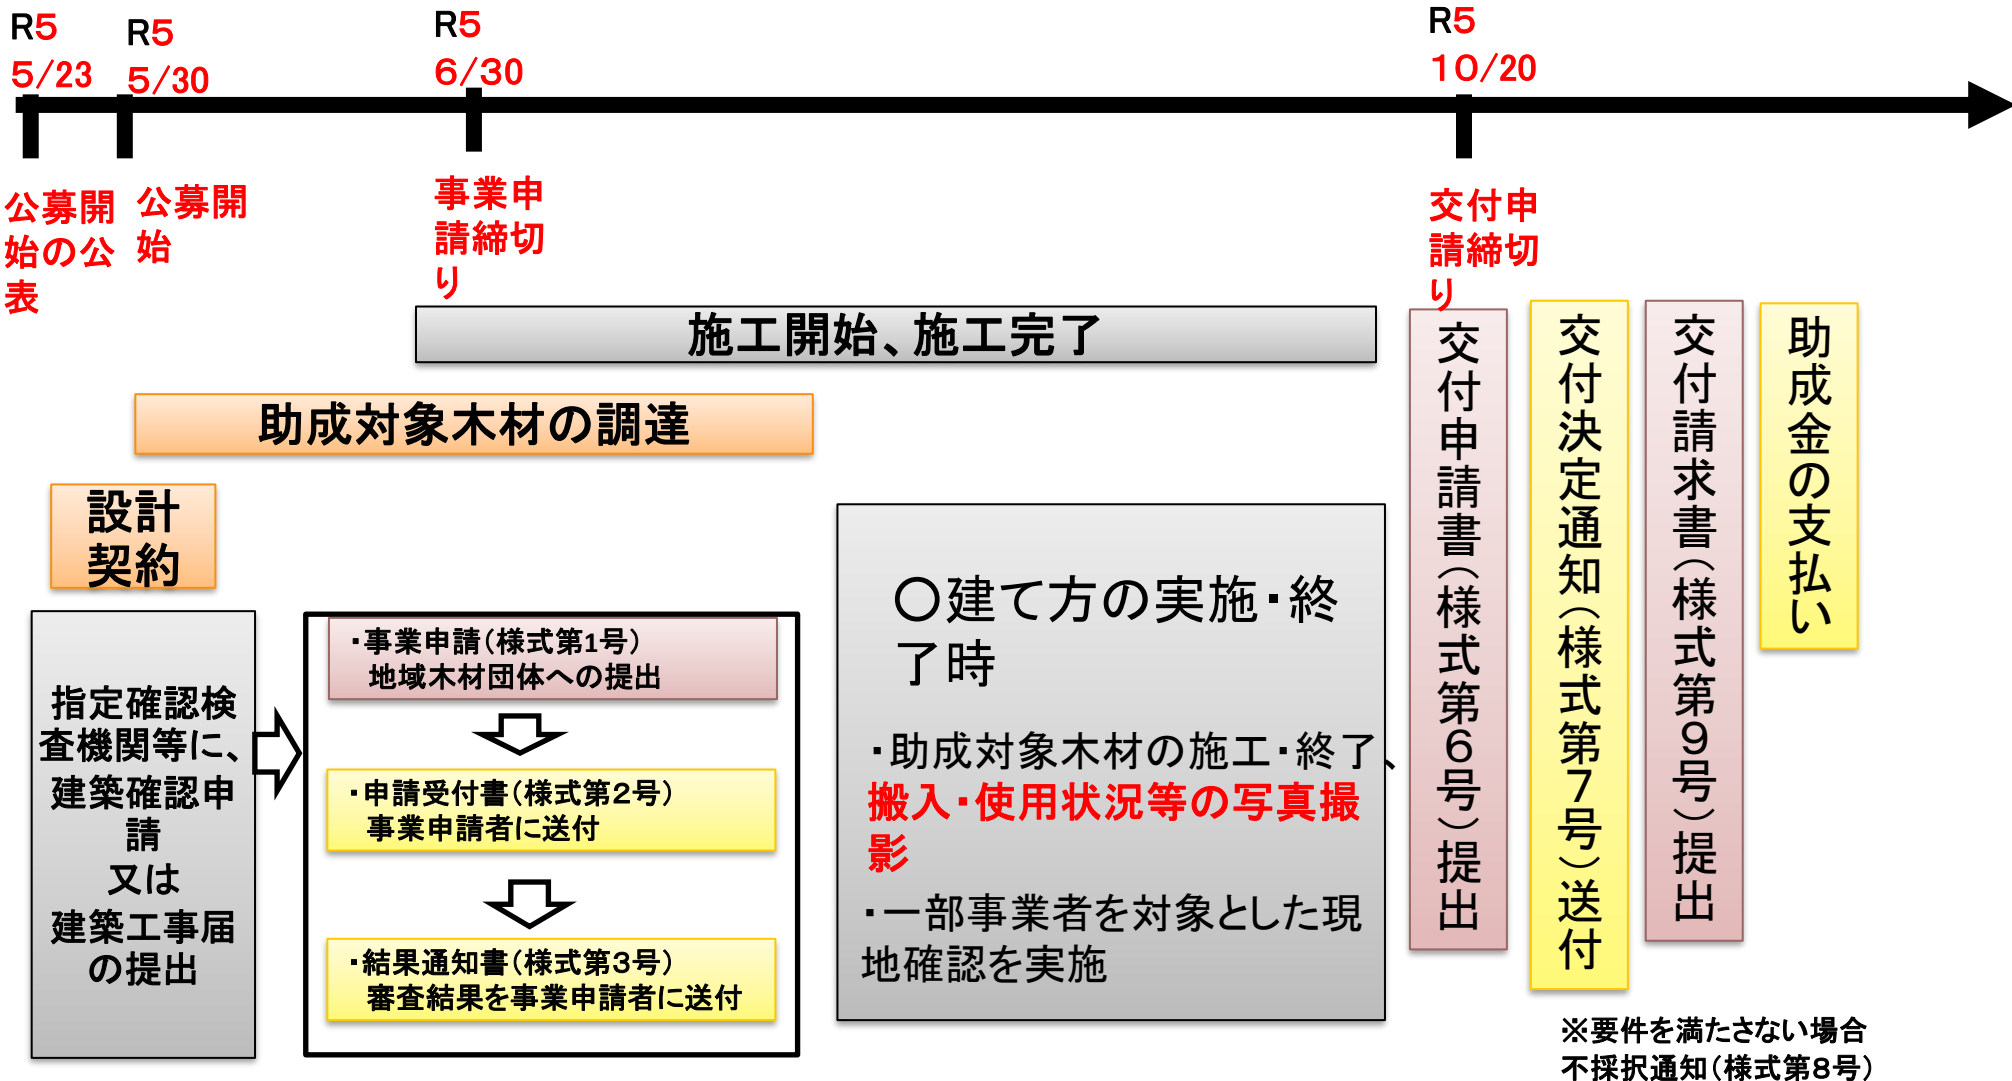 R5
5/23
R5
5/30
R5
6/30
R5
10/20
公募開
始の公
表
公募開
始
事業申
請締切
り
交付申
請締切
り
施工開始、施工完了
助成対象木材の調達
設計
契約
指定確認検
査機関等に、
建築確認申
請
又は
建築工事届
の提出
・事業申請(様式第1号)
地域木材団体への提出
・申請受付書(様式第2号)
事業申請者に送付
・結果通知書(様式第3号)
審査結果を事業申請者に送付
〇建て方の実施・終
了時
・助成対象木材の施工・終了、
搬入・使用状況等の写真撮
影
・一部事業者を対象とした現
地確認を実施
交付申請書(様式第6号)提出
交付決定通知(様式第7号)送付
交付請求書(様式第9号)提出
助成金の支払い
※要件を満たさない場合
不採択通知(様式第8号)